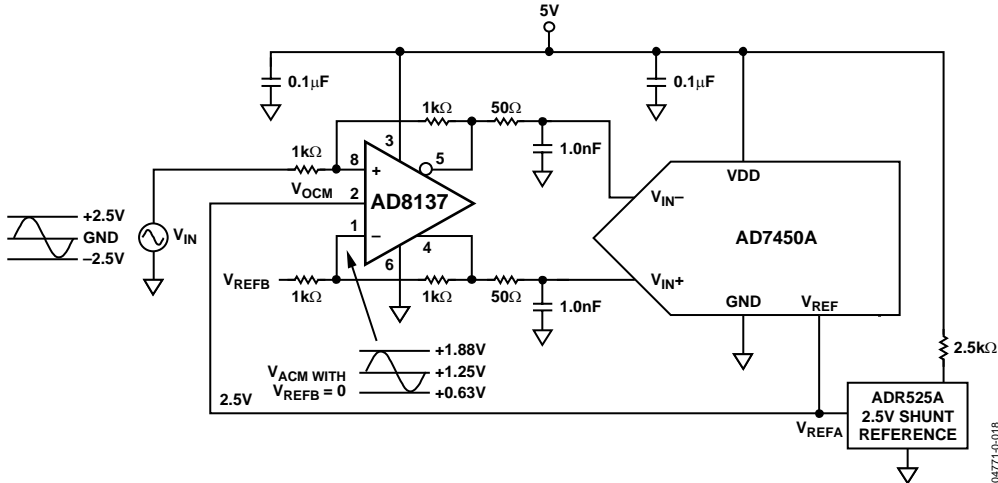 5V
0.1μF
0.1μF
1kΩ
50Ω
3
1.0nF
1kΩ
8
+
5
VDD
VOCM
2
AD8137
VIN−
+2.5V
GND
−2.5V
VIN
1
−
4
AD7450A
6
VREFB
1kΩ
1kΩ
50Ω
VIN+
1.0nF
GND
VREF
2.5kΩ
+1.88V
VACM WITH
VREFB = 0
+1.25V
+0.63V
2.5V
VREFA
ADR525A
2.5V SHUNT
REFERENCE
04771-0-018